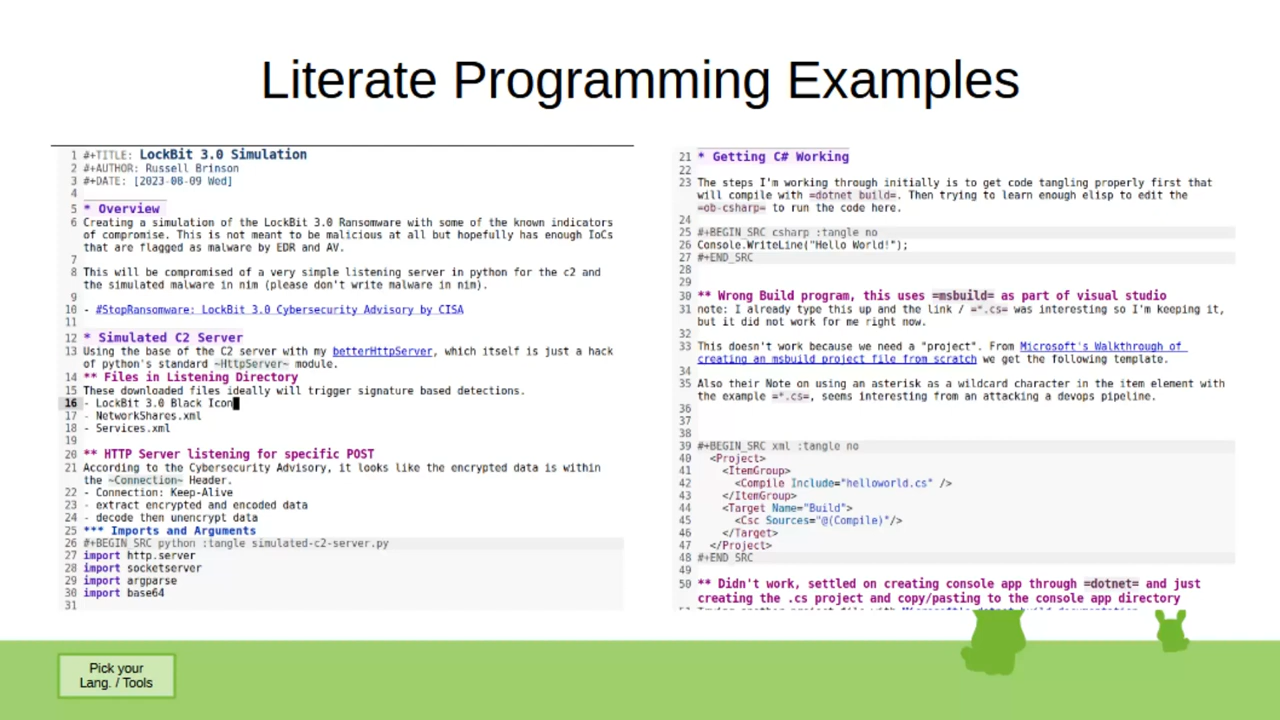 Literate Programming Examples
1 #+TITLE: LockBit 3.0 Simulation
2 #+AUTHOR: Russell Brinson
3 #+DATE: [2023-08-09 Wed]
4
5 * Overview
6 Creating a simulation of the LockBit 3.0 Ransomware with some of the known indicators
of compromise. This is not meant to be malicious at all but hopefully has enough IoCs
that are flagged as malware by EDR and AV.
7
8 This will be compromised of a very simple listening server in python for the c2 and
the simulated malware in nim (please don't write malware in nim).
9
10 - #StopRansomware: LockBit 3.0 Cybersecurity Advisory by CISA
11
12 * Simulated C2 Server
13 Using the base of the C2 server with my betterHttpServer, which itself is just a hack
of python's standard ~HttpServer~ module.
14 ** Files in Listening Directory
15 These downloaded files ideally will trigger signature based detections.
16 - LockBit 3.0 Black Icon
17 - NetworkShares.xml
18 - Services.xml
19
20 ** HTTP Server listening for specific POST
21 According to the Cybersecurity Advisory, it looks like the encrypted data is within
the ~Connection~ Header.
22 - Connection: Keep-Alive
23 - extract encrypted and encoded data
24 - decode then unencrypt data
25 *** Imports and Arguments
26 #+BEGIN_SRC python :tangle simulated-c2-server.py
27 import http.server
28 import socketserver
29 import argparse
30 import base64
31
21 * Getting C# Working
22
23 The steps I'm working through initially is to get code tangling properly first that
will compile with =dotnet build=. Then trying to learn enough elisp to edit the
=ob-csharp= to run the code here.
24
25 #+BEGIN_SRC csharp :tangle no
26 Console.WriteLine("Hello World!");
27 #+END_SRC
28
29
30 ** Wrong Build program, this uses =msbuild= as part of visual studio
31 note: I already type this up and the link / =*.cs= was interesting so I'm keeping it,
but it did not work for me right now.
32
33 This doesn't work because we need a "project". From Microsoft's Walkthrough of
creating an msbuild project file from scratch we get the following template.
34
35 Also their Note on using an asterisk as a wildcard character in the item element with
the example =*.cs=, seems interesting from an attacking a devops pipeline.
36
37
38
39 #+BEGIN_SRC xml :tangle no
40 <Project>
41 <ItemGroup>
42 <Compile Include="helloworld.cs" />
43 </ItemGroup>
44 <Target Name="Build">
45 <Csc Sources="@(Compile)"/>
46 </Target>
47 </Project>
48 #+END_SRC
49
50 ** Didn't work, settled on creating console app through =dotnet= and just
creating the .cs project and copy/pasting to the console app directory
Pick your
Lang. / Tools